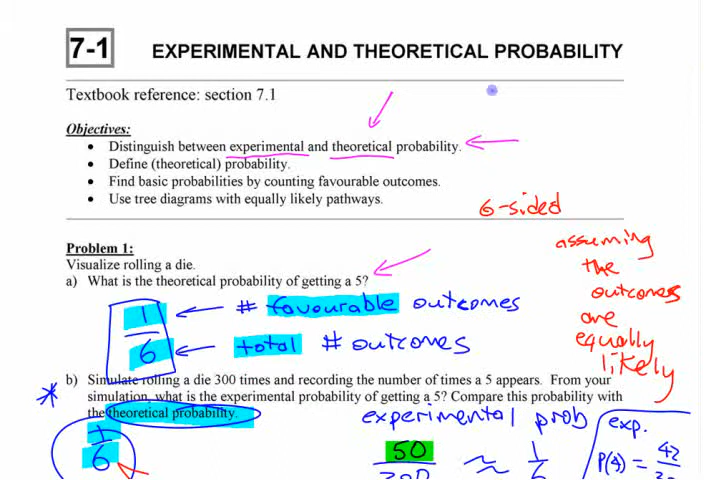 7-1 EXPERIMENTAL AND THEORETICAL PROBABILITY
Textbook reference: section 7.1
Objectives:
• Distinguish between experimental and theoretical probability.
• Define (theoretical) probability.
• Find basic probabilities by counting favourable outcomes.
• Use tree diagrams with equally likely pathways.
6-sided
assuming
the
outcomes
are
equally
likely
Problem 1:
Visualize rolling a die.
a) What is the theoretical probability of getting a 5?
1 ← # favourable outcomes
6 ← total # outcomes
* b) Simulate rolling a die 300 times and recording the number of times a 5 appears. From your
simulation, what is the experimental probability of getting a 5? Compare this probability with
the theoretical probability.
1
6
experimental prob
50
300 ≈ 1
6
exp.
P(4) = 42